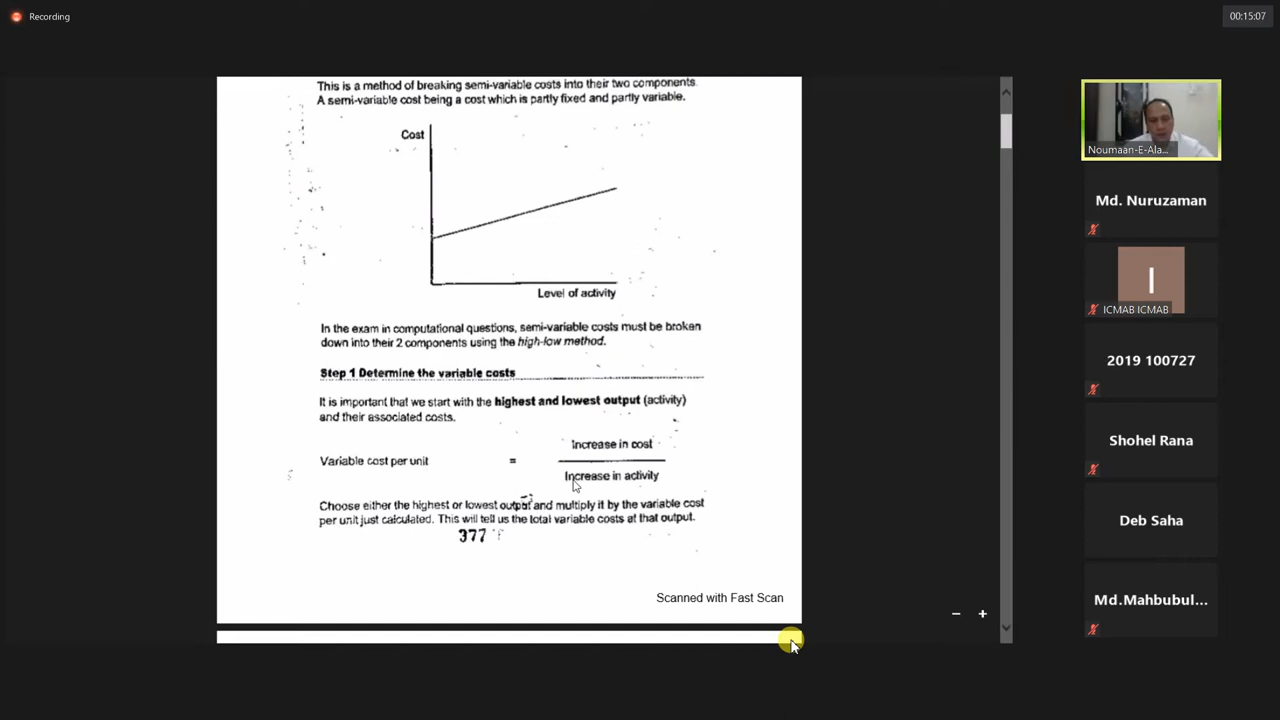 Recording
00:15:07
This is a method of breaking semi-variable costs into their two components.
A semi-variable cost being a cost which is partly fixed and partly variable.
Cost
Level of activity
In the exam in computational questions, semi-variable costs must be broken
down into their 2 components using the high-low method.
Step 1 Determine the variable costs
It is important that we start with the highest and lowest output (activity)
and their associated costs.
Increase in cost
Variable cost per unit =
Increase in activity
Choose either the highest or lowest output and multiply it by the variable cost
per unit just calculated. This will tell us the total variable costs at that output.
377
Scanned with Fast Scan
Noumaan-E-Ala...
Md. Nuruzaman
I
ICMAB ICMAB
2019 100727
Shohel Rana
Deb Saha
Md.Mahbubul...